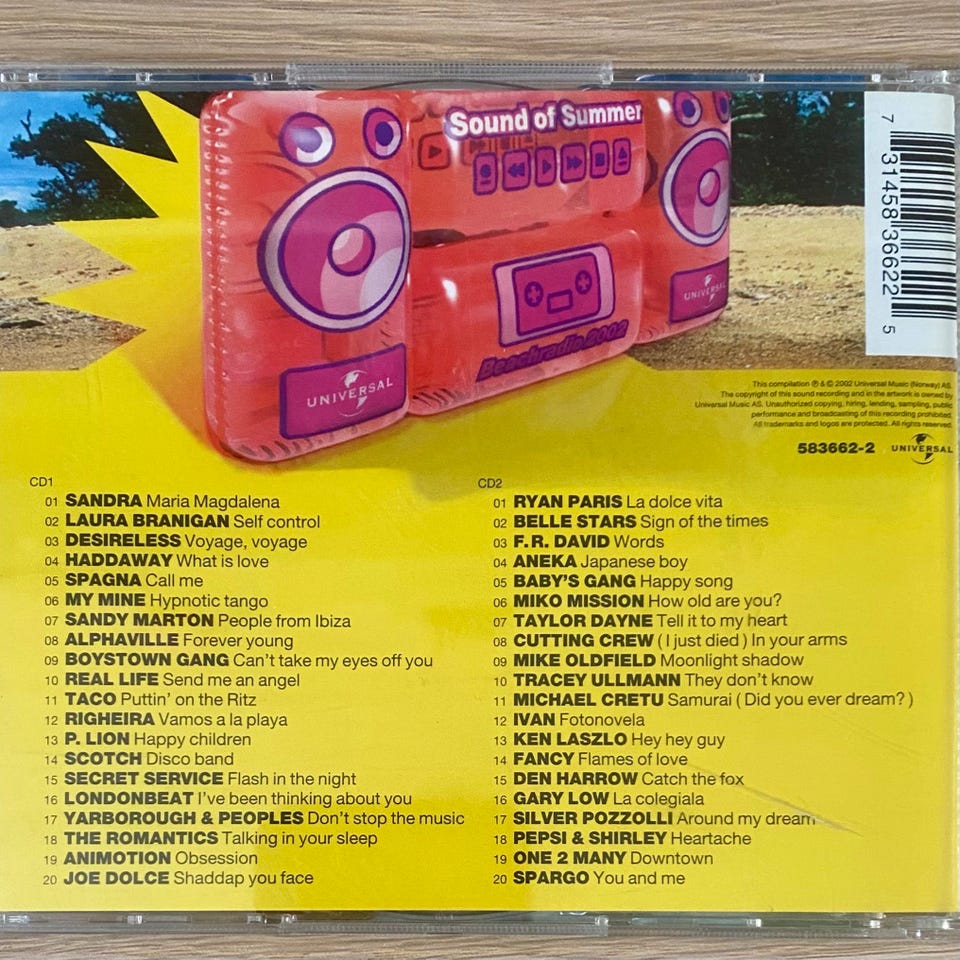 Sound of Summer
UNIVERSAL
Beachradio 2002
UNIVERSAL
7 31458 36622 5
This compilation ℗ & © 2002 Universal Music (Norway) AS.
The copyright of this sound recording and in the artwork is owned by
Universal Music AS. Unauthorized copying, hiring, lending, sampling, public
performance and broadcasting of this recording prohibited.
All trademarks and logos are protected. All rights reserved.
583662-2 UNIVERSAL
CD1
01 SANDRA Maria Magdalena
02 LAURA BRANIGAN Self control
03 DESIRELESS Voyage, voyage
04 HADDAWAY What is love
05 SPAGNA Call me
06 MY MINE Hypnotic tango
07 SANDY MARTON People from Ibiza
08 ALPHAVILLE Forever young
09 BOYSTOWN GANG Can't take my eyes off you
10 REAL LIFE Send me an angel
11 TACO Puttin' on the Ritz
12 RIGHEIRA Vamos a la playa
13 P. LION Happy children
14 SCOTCH Disco band
15 SECRET SERVICE Flash in the night
16 LONDONBEAT I've been thinking about you
17 YARBOROUGH & PEOPLES Don't stop the music
18 THE ROMANTICS Talking in your sleep
19 ANIMOTION Obsession
20 JOE DOLCE Shaddap you face
CD2
01 RYAN PARIS La dolce vita
02 BELLE STARS Sign of the times
03 F.R. DAVID Words
04 ANEKA Japanese boy
05 BABY'S GANG Happy song
06 MIKO MISSION How old are you?
07 TAYLOR DAYNE Tell it to my heart
08 CUTTING CREW ( I just died ) In your arms
09 MIKE OLDFIELD Moonlight shadow
10 TRACEY ULLMANN They don't know
11 MICHAEL CRETU Samurai ( Did you ever dream? )
12 IVAN Fotonovela
13 KEN LASZLO Hey hey guy
14 FANCY Flames of love
15 DEN HARROW Catch the fox
16 GARY LOW La colegiala
17 SILVER POZZOLLI Around my dream
18 PEPSI & SHIRLEY Heartache
19 ONE 2 MANY Downtown
20 SPARGO You and me